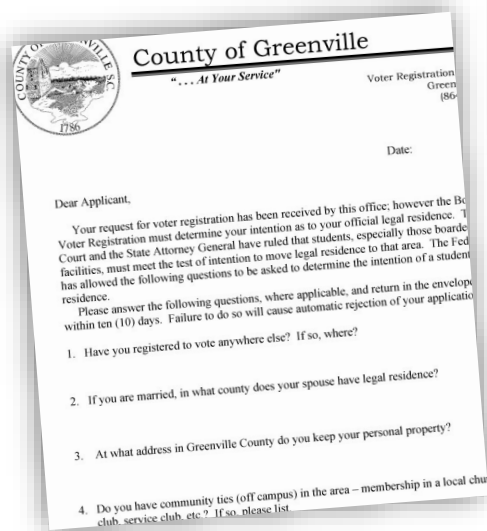 COUNTY OF
VILLE S.C.
1786
County of Greenville
“. . . At Your Service”
Voter Registration
Green
(86
Date:
Dear Applicant,
Your request for voter registration has been received by this office; however the Bo
Voter Registration must determine your intention as to your official legal residence. T
Court and the State Attorney General have ruled that students, especially those boarde
facilities, must meet the test of intention to move legal residence to that area. The Fed
has allowed the following questions to be asked to determine the intention of a student
residence.
Please answer the following questions, where applicable, and return in the envelope
within ten (10) days. Failure to do so will cause automatic rejection of your applicatio
1. Have you registered to vote anywhere else? If so, where?
2. If you are married, in what county does your spouse have legal residence?
3. At what address in Greenville County do you keep your personal property?
4. Do you have community ties (off campus) in the area – membership in a local chu
club, service club, etc.? If so, please list